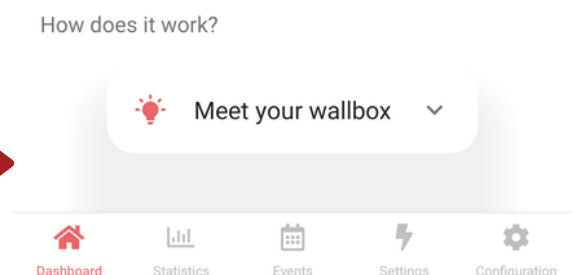 How does it work?
Meet your wallbox
Dashboard Statistics Events Settings Configuration